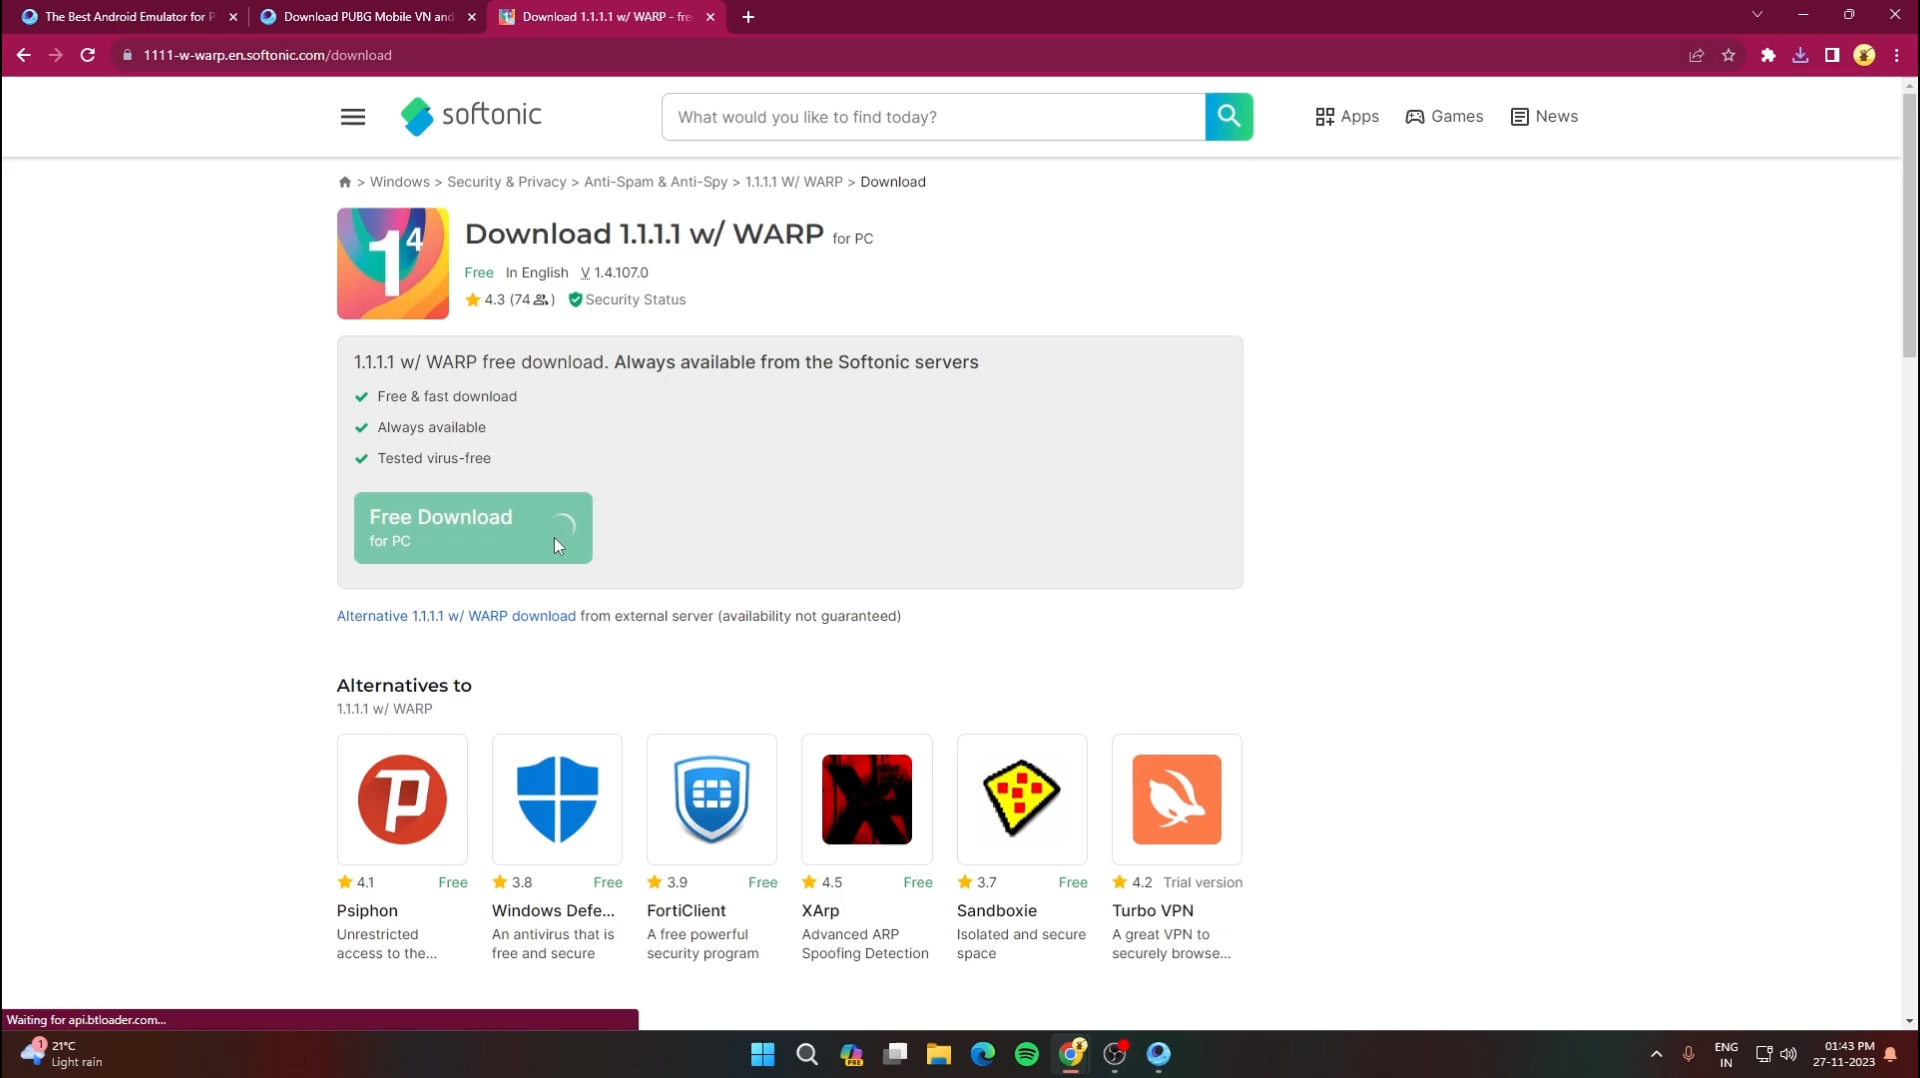 The Best Android Emulator for P
Download PUBG Mobile VN and
Download 1.1.1.1 w/ WARP - fre
1111-w-warp.en.softonic.com/download
softonic
What would you like to find today?
Apps
Games
News
> Windows > Security & Privacy > Anti-Spam & Anti-Spy > 1.1.1.1 W/ WARP > Download
1 4
Download 1.1.1.1 w/ WARP for PC
Free In English V 1.4.107.0
4.3 (74 ) Security Status
1.1.1.1 w/ WARP free download. Always available from the Softonic servers
Free & fast download
Always available
Tested virus-free
Free Download
for PC
Alternative 1.1.1.1 w/ WARP download from external server (availability not guaranteed)
Alternatives to
1.1.1.1 w/ WARP
4.1 Free
Psiphon
Unrestricted
access to the...
3.8 Free
Windows Defe...
An antivirus that is
free and secure
3.9 Free
FortiClient
A free powerful
security program
4.5 Free
XArp
Advanced ARP
Spoofing Detection
3.7 Free
Sandboxie
Isolated and secure
space
4.2 Trial version
Turbo VPN
A great VPN to
securely browse...
Waiting for api.btloader.com...
1
21°C
Light rain
PRE
ENG
IN
01:43 PM
27-11-2023